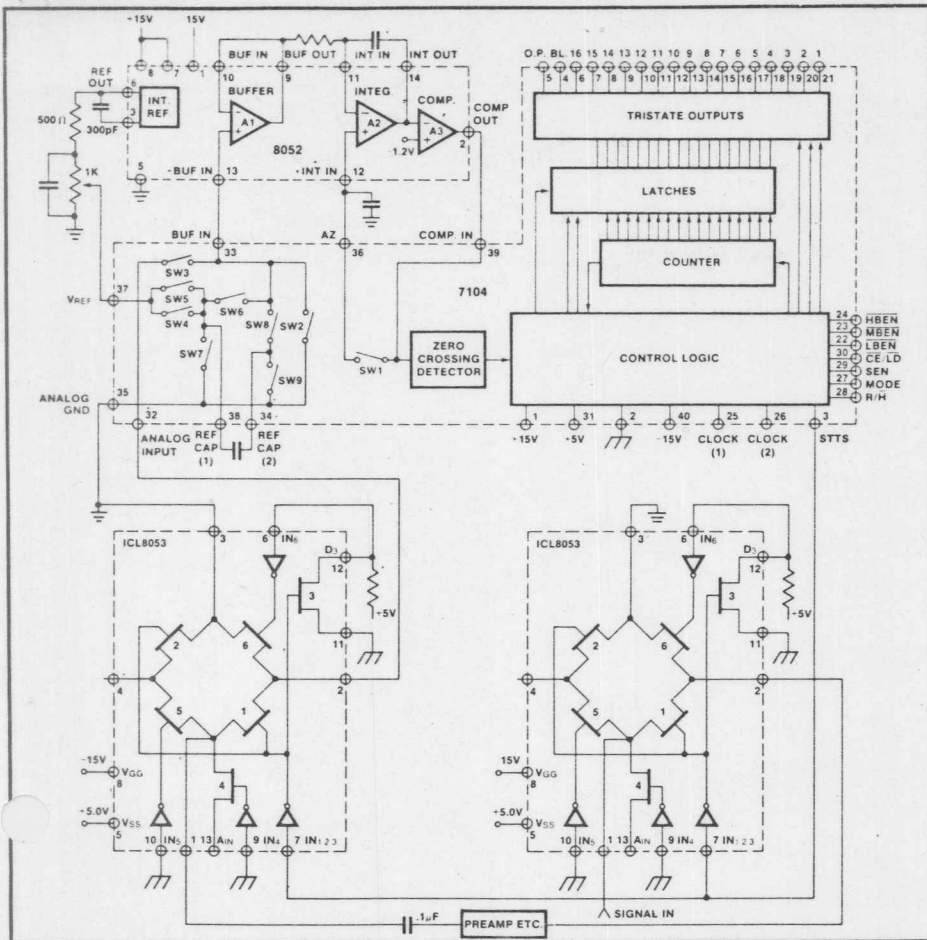 +15V 15V
8 7 1
BUF IN BUF OUT INT IN INT OUT
10 9 11 14
O.P. BL. 16 15 14 13 12 11 10 9 8 7 6 5 4 3 2 1
5 4 6 7 8 9 10 11 12 13 14 15 16 17 18 19 20 21
REF OUT
6
3
INT. REF
500Ω
300pF
1K
5
BUFFER
A1
INTEG.
A2
COMP.
A3
-1.2V
COMP OUT
2
8052
-BUF IN
13
+INT IN
12
TRISTATE OUTPUTS
LATCHES
COUNTER
BUF IN
33
AZ
36
COMP. IN
39
7104
VREF
37
SW3
SW5
SW4
SW6
SW7
SW8
SW2
SW9
SW1
ZERO CROSSING DETECTOR
CONTROL LOGIC
24 HBEN
23 MBEN
22 LBEN
30 CE/LD
29 SEN
27 MODE
28 R/H
ANALOG GND
35
32
ANALOG INPUT
38
REF CAP (1)
34
REF CAP (2)
1 31 2 40 25 26 3
+15V -5V -15V CLOCK (1) CLOCK (2) STTS
ICL8053
3
6 IN6
D3
12
3
11
+5V
2
6
5
1
4
2
4
-15V
VGG
8
+5.0V
VSS
5
10 IN5 1 13 AIN 9 IN4 7 IN1 2 3
ICL8053
3
6 IN6
D3
12
3
11
+5V
2
6
5
1
4
2
4
15V
VGG
8
+5.0V
VSS
5
10 IN5 1 13 AIN 9 IN4 7 IN1 2 3
SIGNAL IN
.1μF
PREAMP ETC.